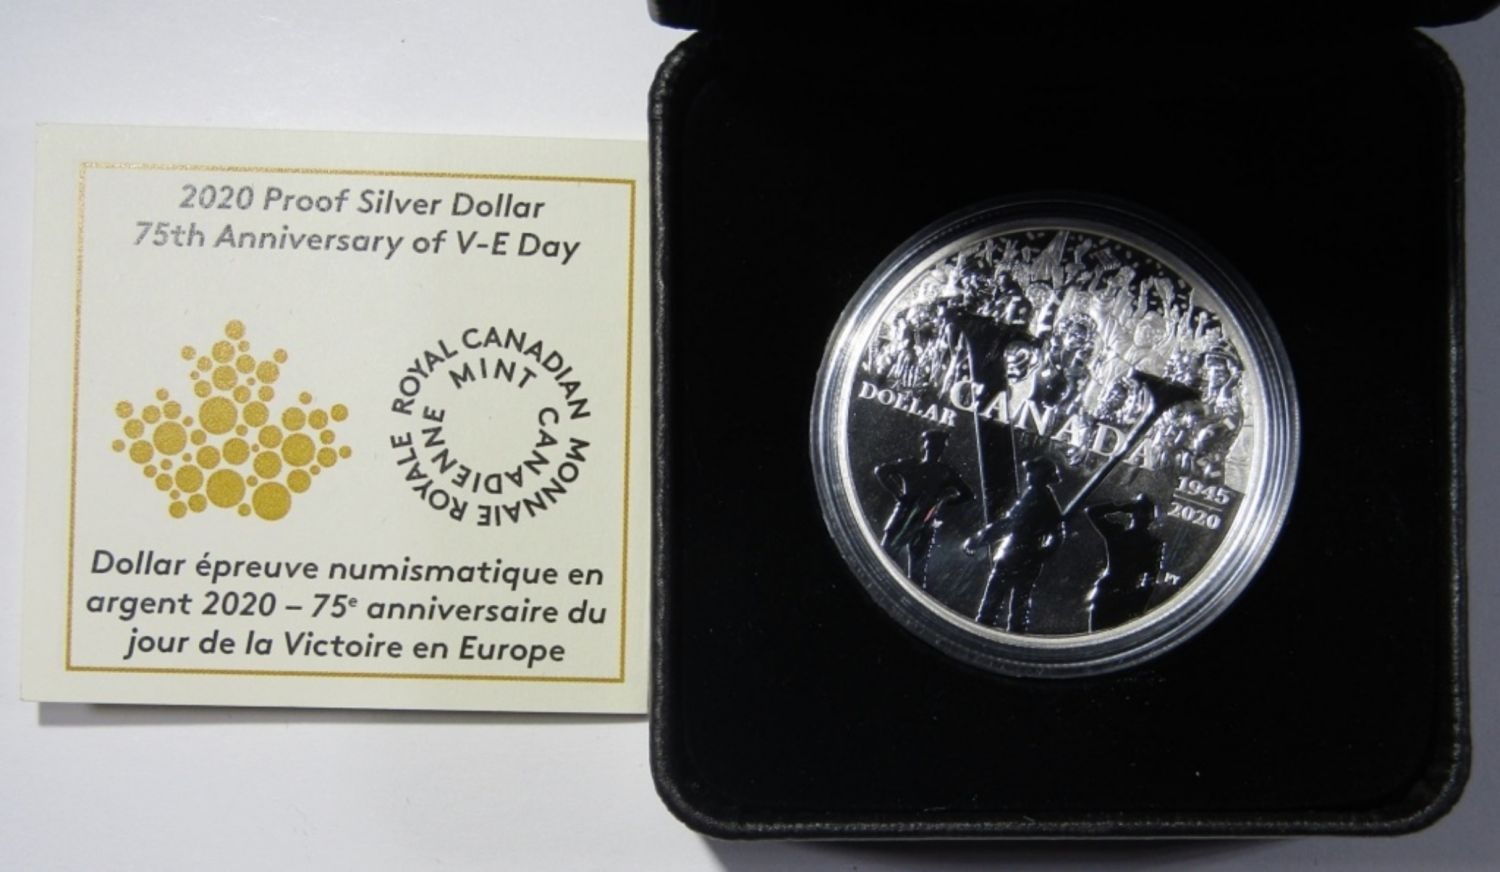 2020 Proof Silver Dollar
75th Anniversary of V-E Day
ROYAL CANADIAN MINT
MONNAIE ROYALE CANADIENNE
Dollar épreuve numismatique en
argent 2020 – 75e anniversaire du
jour de la Victoire en Europe
DOLLAR
CANADA
1945
2020